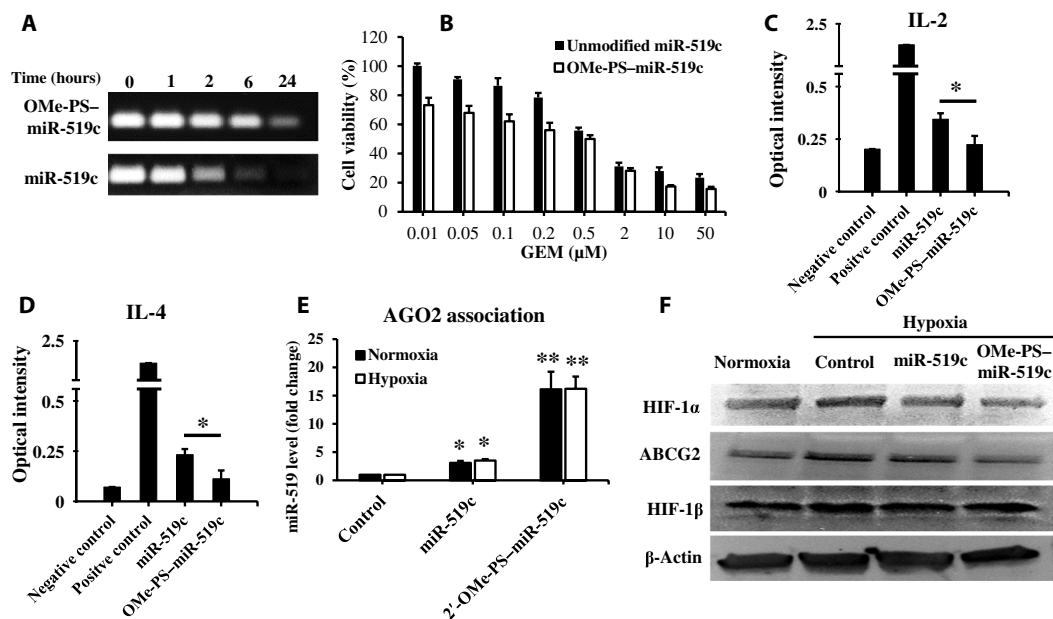 A
Time (hours) 0 1 2 6 24
OMe-PS–
miR-519c
miR-519c
B
Unmodified miR-519c
OMe-PS–miR-519c
Cell viability (%)
120
100
80
60
40
20
0
0.01 0.05 0.1 0.2 0.5 2 10 50
GEM (µM)
C
IL-2
Optical intensity
2.5
0.5
0.25
0
*
Negative control
Positve control
miR-519c
OMe-PS–miR-519c
D
IL-4
Optical intensity
2.5
0.5
0.25
0
*
Negative control
Positve control
miR-519c
OMe-PS–miR-519c
E
AGO2 association
Normoxia
Hypoxia
miR-519 level (fold change)
25
20
15
10
5
0
* *
** **
Control
miR-519c
2′-OMe-PS–miR-519c
F
Hypoxia
Normoxia Control miR-519c OMe-PS–
miR-519c
HIF-1α
ABCG2
HIF-1β
β-Actin